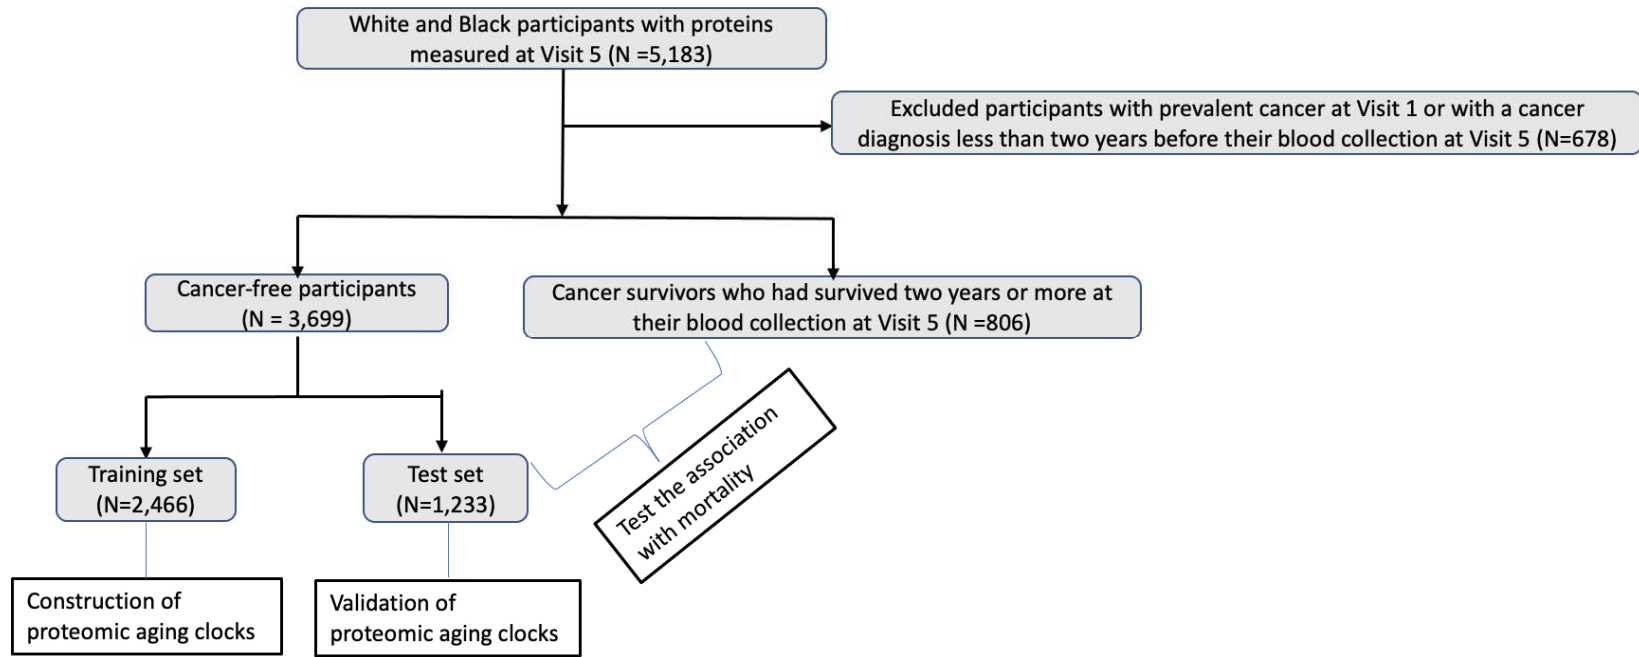 White and Black participants with proteins
measured at Visit 5 (N =5,183)
Excluded participants with prevalent cancer at Visit 1 or with a cancer
diagnosis less than two years before their blood collection at Visit 5 (N=678)
Cancer-free participants
(N = 3,699)
Cancer survivors who had survived two years or more at
their blood collection at Visit 5 (N =806)
Training set
(N=2,466)
Test set
(N=1,233)
Test the association
with mortality
Construction of
proteomic aging clocks
Validation of
proteomic aging clocks